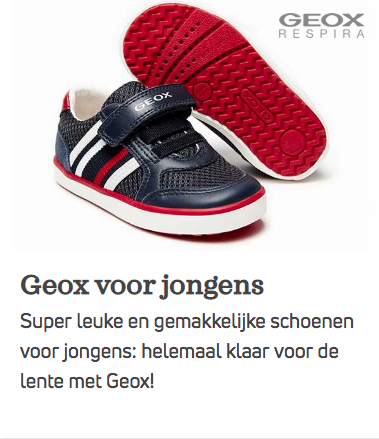 GEOX
RESPIRA
GEOX
Geox voor jongens
Super leuke en gemakkelijke schoenen
voor jongens: helemaal klaar voor de
lente met Geox!